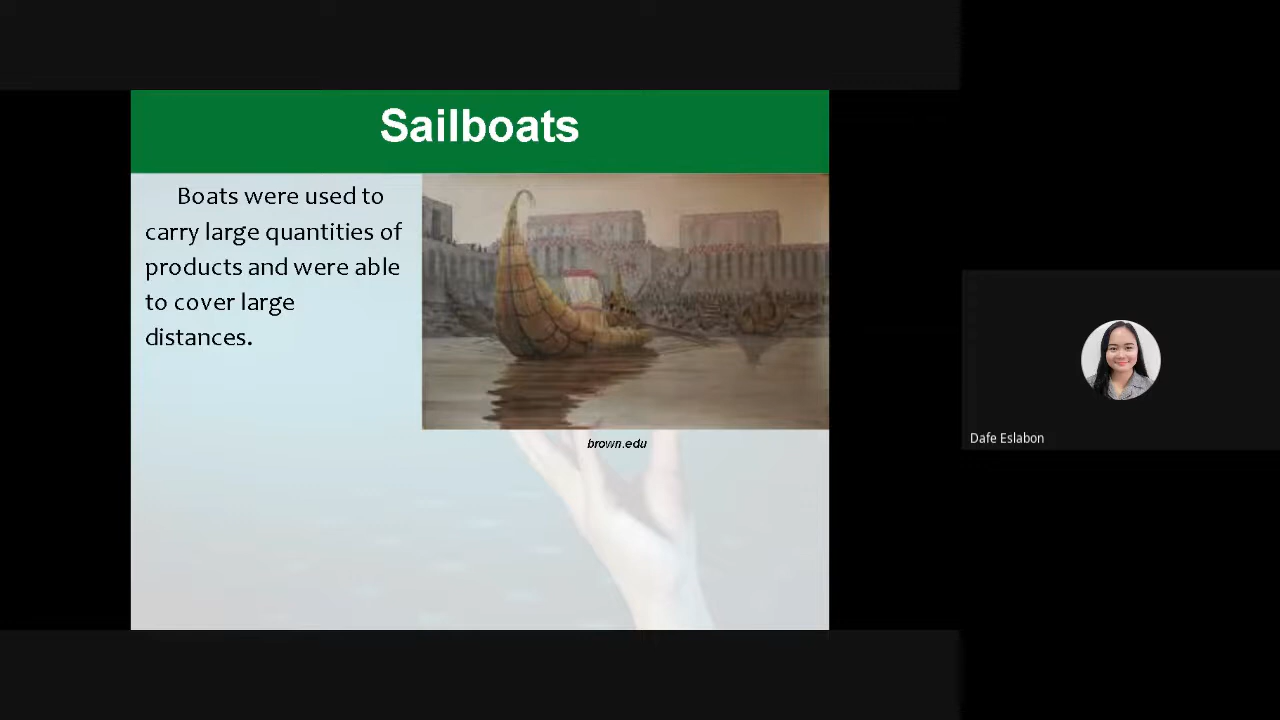 Sailboats
Boats were used to
carry large quantities of
products and were able
to cover large
distances.
brown.edu
Dafe Eslabon